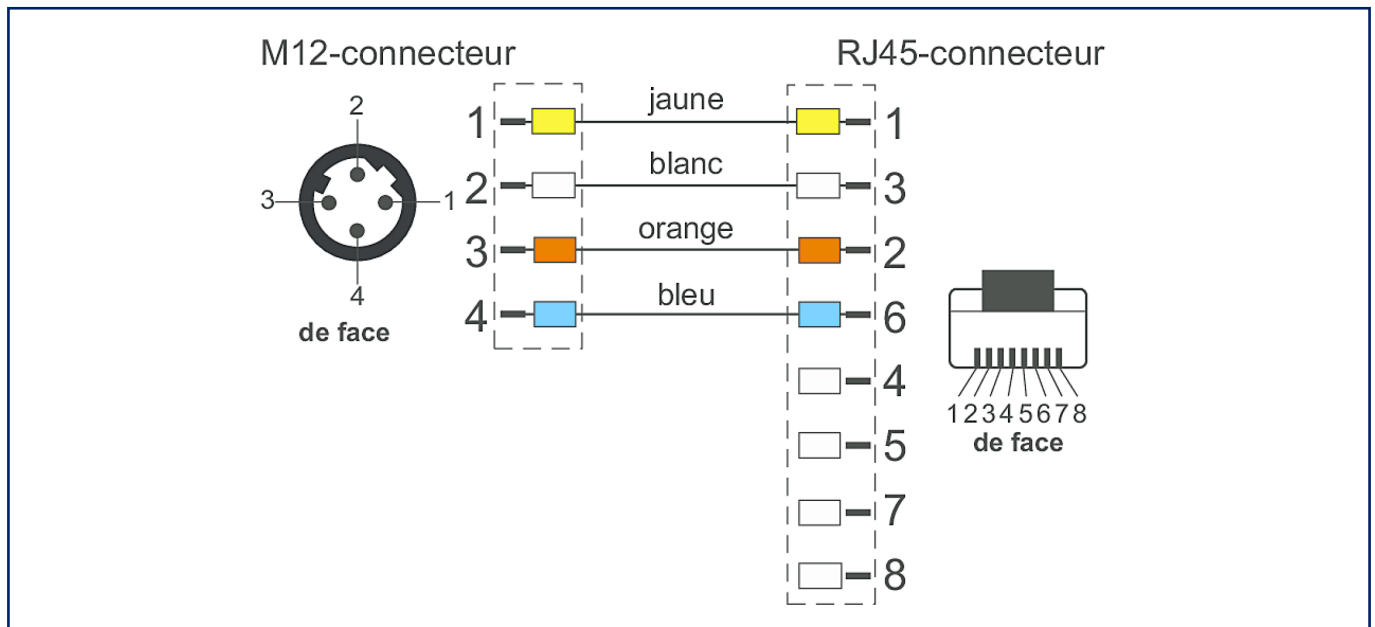 M12-connecteur
RJ45-connecteur
2
3
1
4
de face
1 jaune 1
2 blanc 3
3 orange 2
4 bleu 6
4
5
7
8
12345678
de face